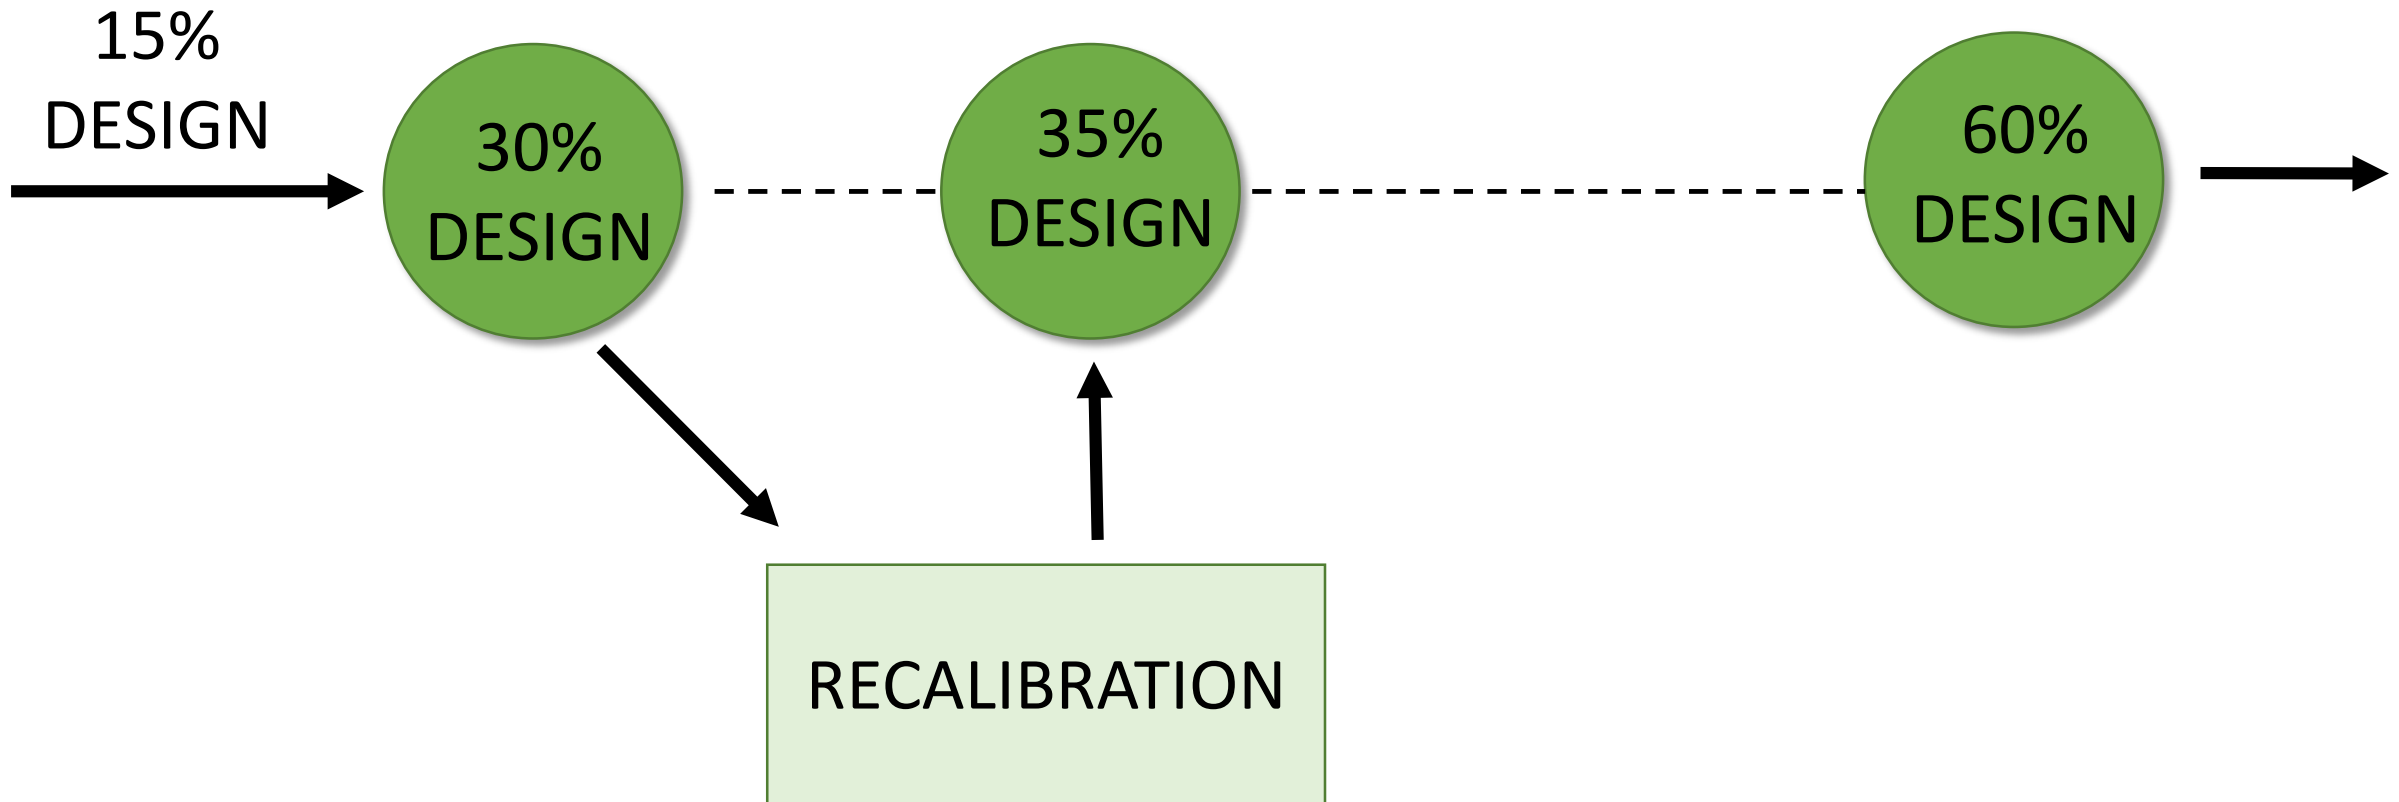 15%
DESIGN
30%
DESIGN
35%
DESIGN
60%
DESIGN
RECALIBRATION